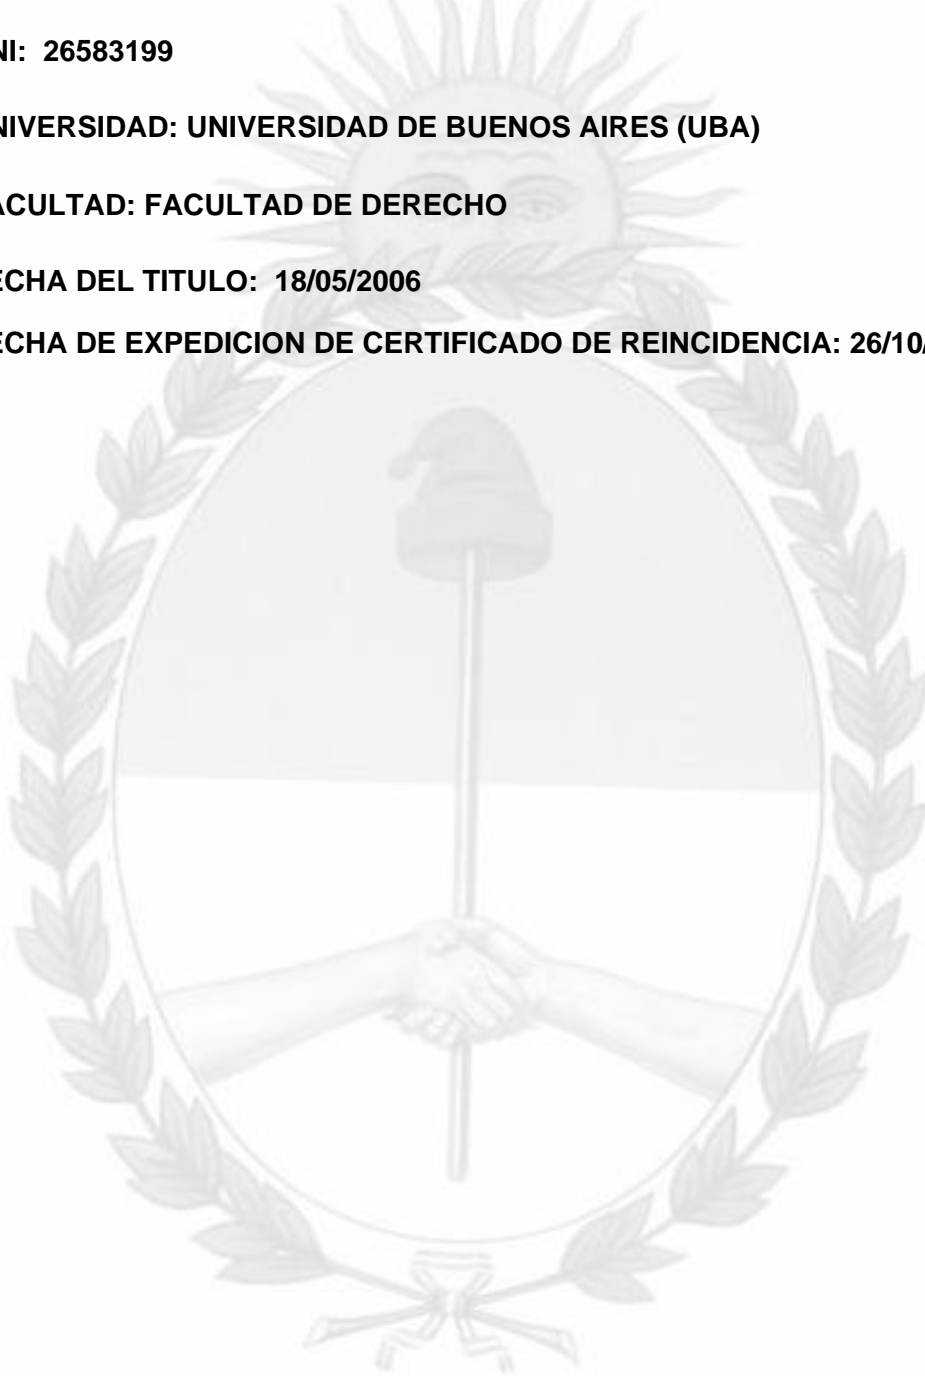 NI: 26583199
NIVERSIDAD: UNIVERSIDAD DE BUENOS AIRES (UBA)
ACULTAD: FACULTAD DE DERECHO
ECHA DEL TITULO: 18/05/2006
ECHA DE EXPEDICION DE CERTIFICADO DE REINCIDENCIA: 26/10/